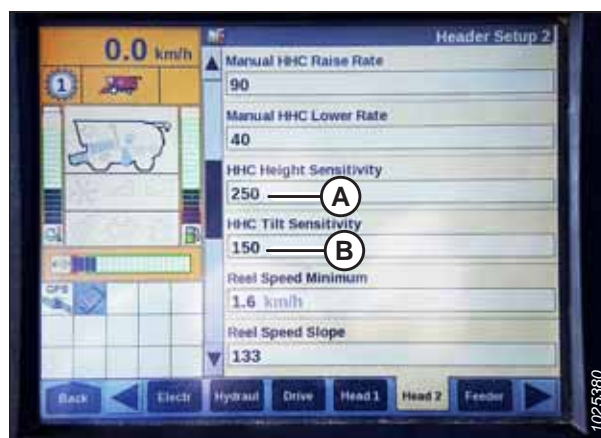 0.0 km/h
Header Setup 2
1
Manual HHC Raise Rate
90
Manual HHC Lower Rate
40
HHC Height Sensitivity
250
A
HHC Tilt Sensitivity
150
B
Reel Speed Minimum
1.6 km/h
GPS
Reel Speed Slope
133
Back
Electr
Hydraul
Drive
Head 1
Head 2
Feeder
1025380